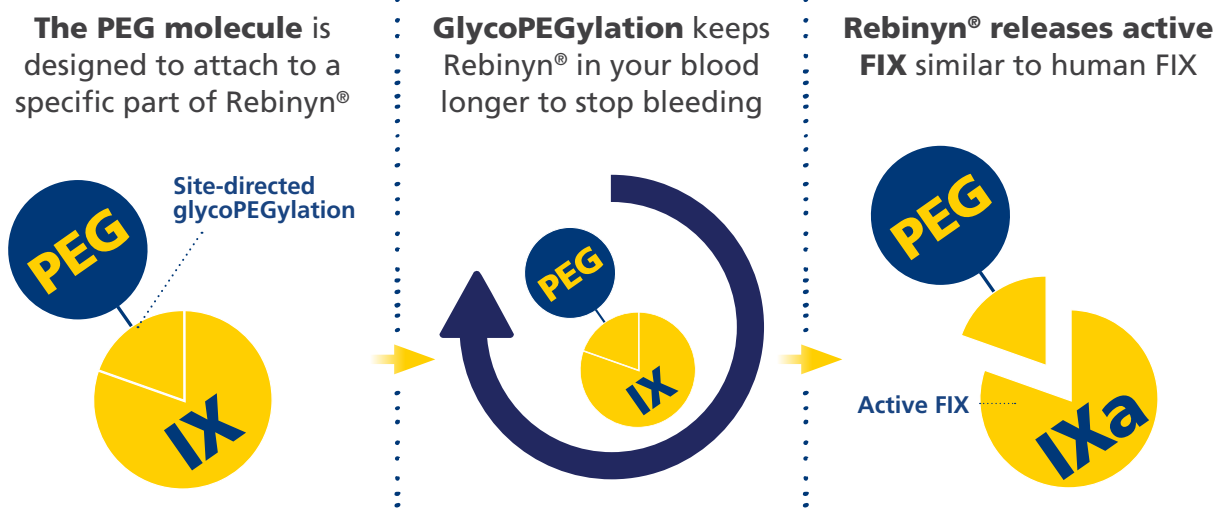 The PEG molecule is
designed to attach to a
specific part of Rebinyn®
Site-directed
glycoPEGylation
PEG
IX
GlycoPEGylation keeps
Rebinyn® in your blood
longer to stop bleeding
PEG
IX
Rebinyn® releases active
FIX similar to human FIX
PEG
Active FIX
IXa